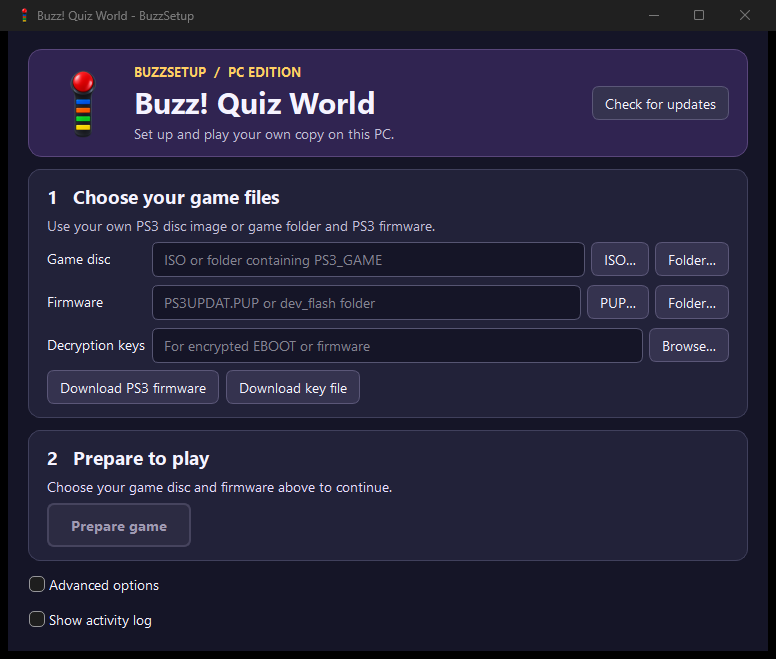 Buzz! Quiz World - BuzzSetup
BUZZSETUP / PC EDITION
Buzz! Quiz World
Set up and play your own copy on this PC.
Check for updates
1 Choose your game files
Use your own PS3 disc image or game folder and PS3 firmware.
Game disc ISO or folder containing PS3_GAME ISO... Folder...
Firmware PS3UPDAT.PUP or dev_flash folder PUP... Folder...
Decryption keys For encrypted EBOOT or firmware Browse...
Download PS3 firmware Download key file
2 Prepare to play
Choose your game disc and firmware above to continue.
Prepare game
Advanced options
Show activity log